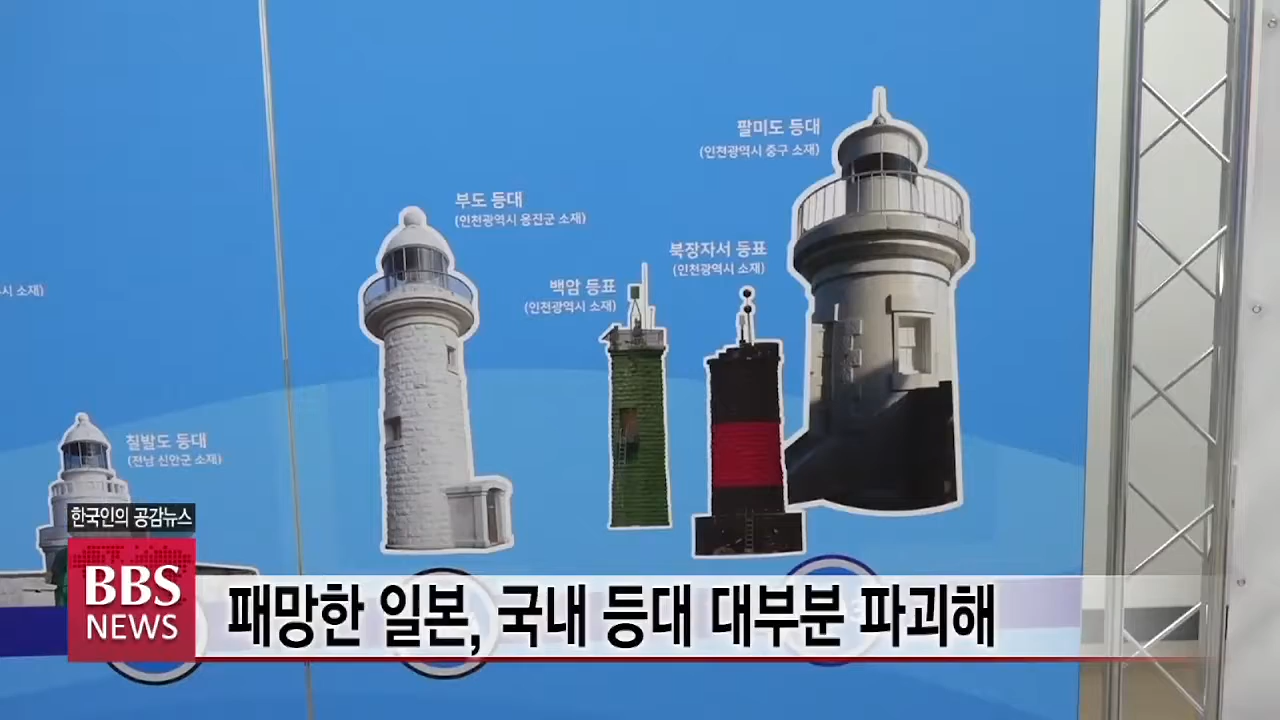 팔미도 등대
(인천광역시 중구 소재)
부도 등대
(인천광역시 옹진군 소재)
북장자서 등표
(인천광역시 소재)
백암 등표
(인천광역시 소재)
시 소재)
칠발도 등대
(전남 신안군 소재)
한국인의 공감뉴스
BBS
NEWS
패망한 일본, 국내 등대 대부분 파괴해